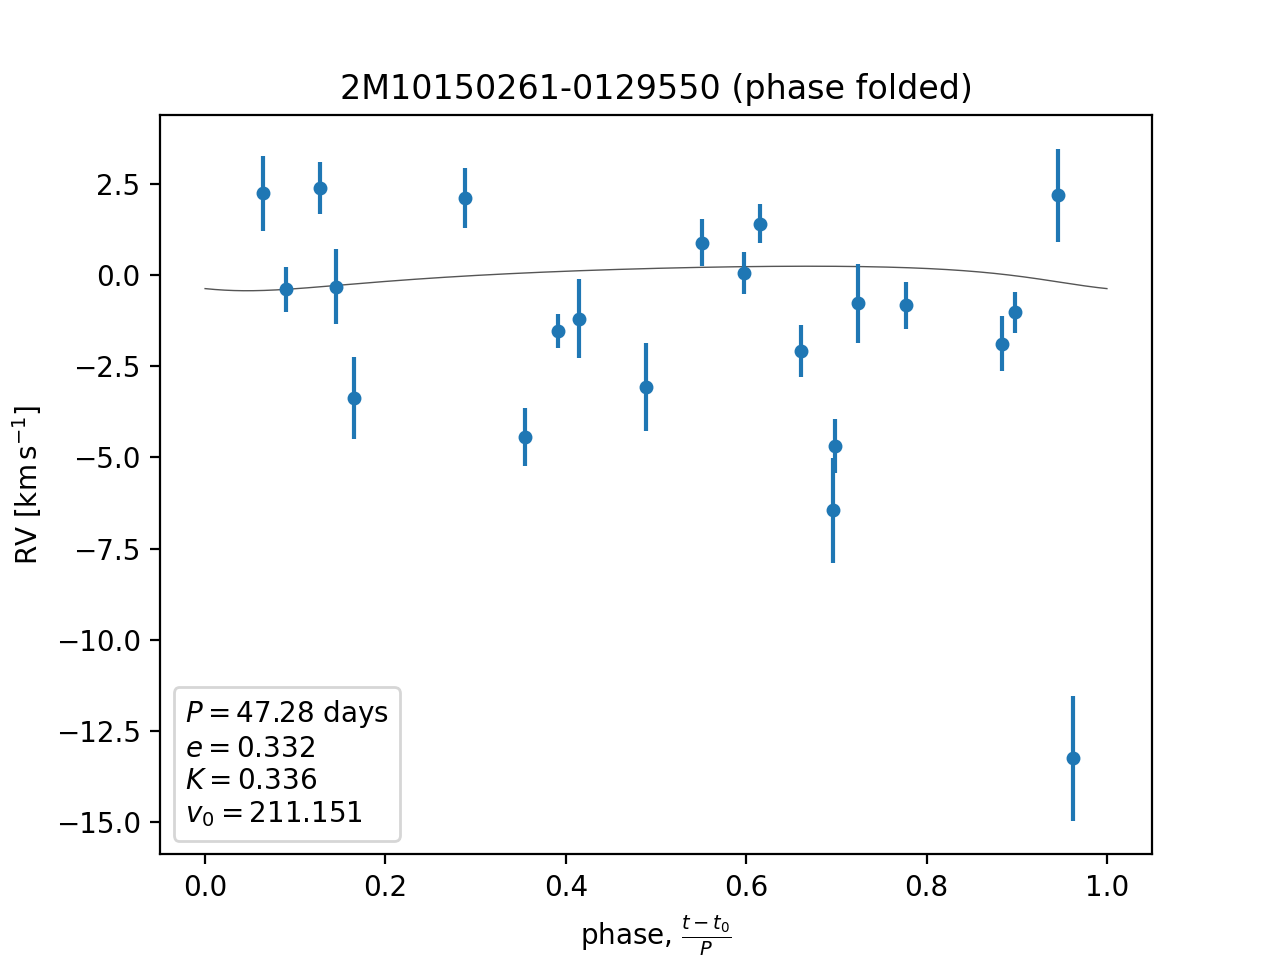 2M10150261-0129550 (phase folded)
RV [km s⁻¹]
2.5
0.0
−2.5
−5.0
−7.5
−10.0
−12.5
−15.0
P = 47.28 days
e = 0.332
K = 0.336
v₀ = 211.151
0.0 0.2 0.4 0.6 0.8 1.0
phase, (t − t₀)/P